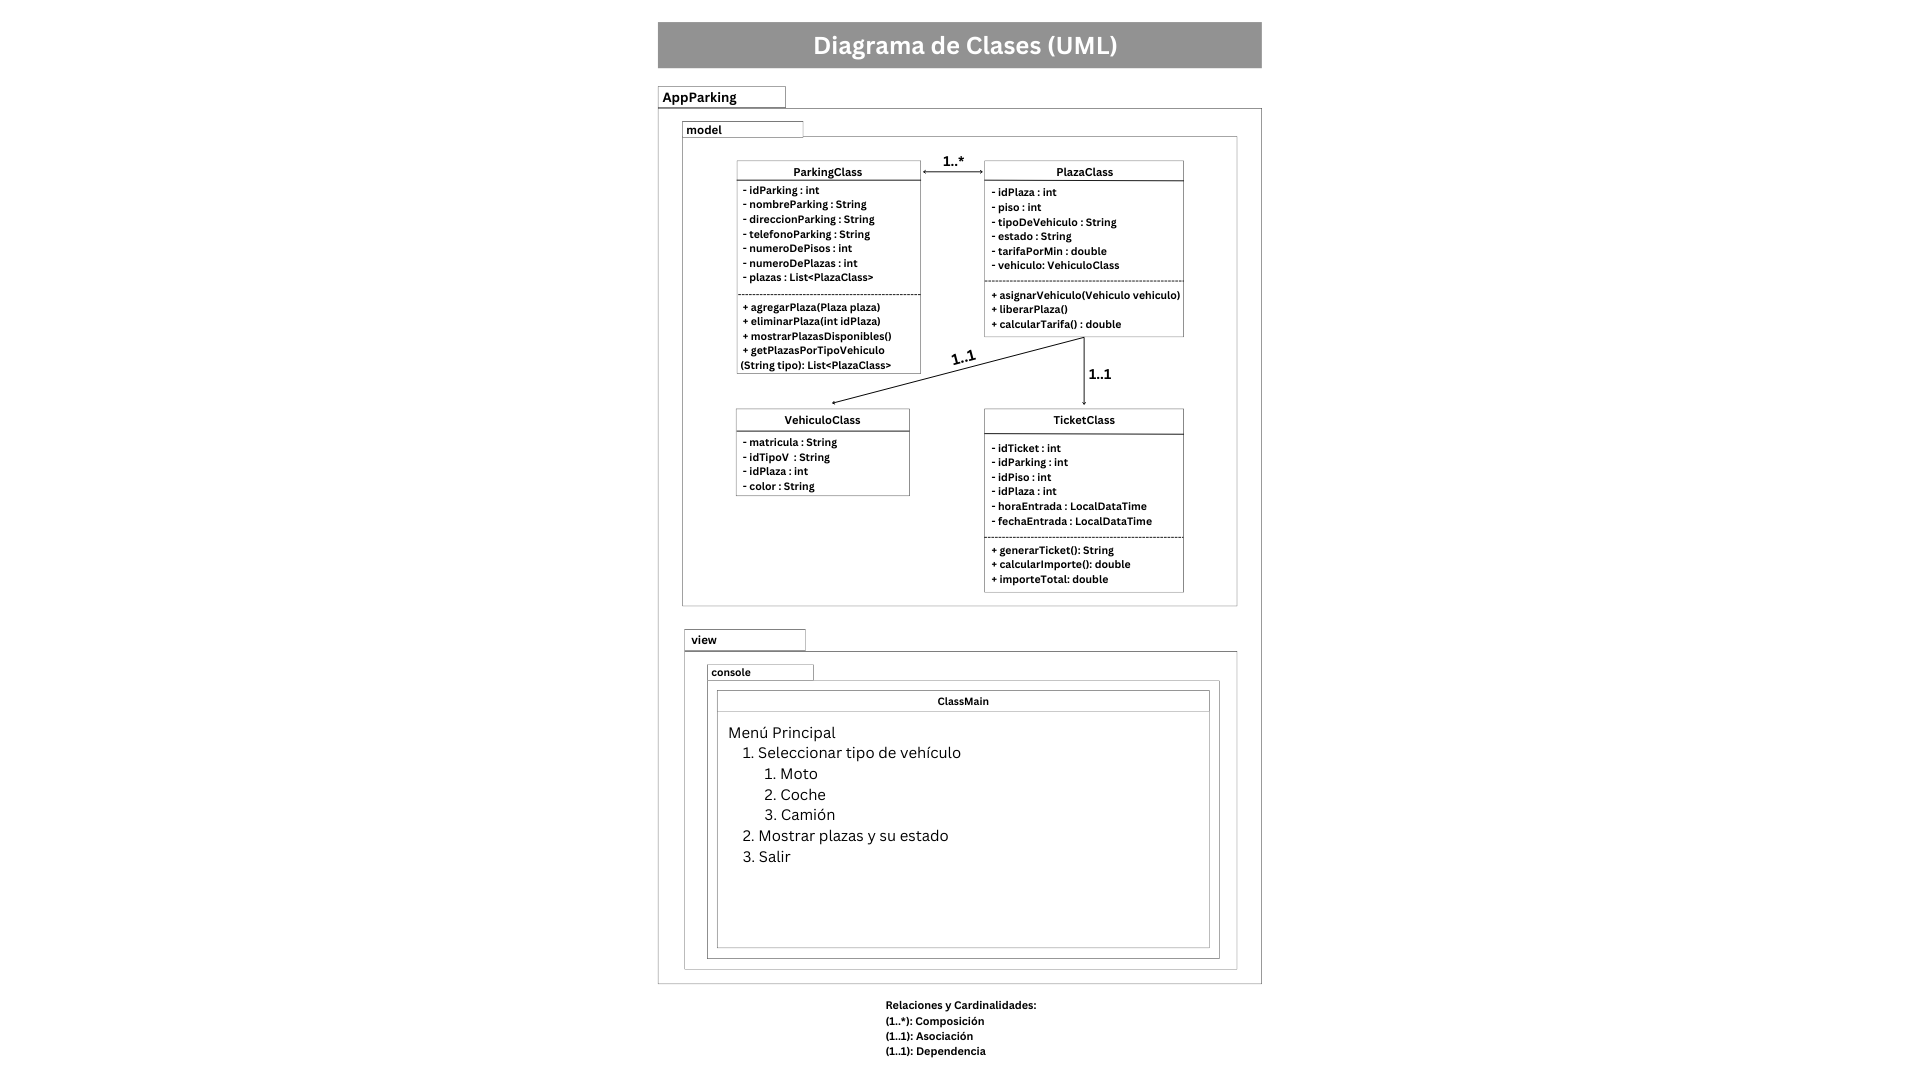 Diagrama de Clases (UML)
AppParking
model
1..*
ParkingClass
- idParking : int
- nombreParking : String
- direccionParking : String
- telefonoParking : String
- numeroDePisos : int
- numeroDePlazas : int
- plazas : List<PlazaClass>
+ agregarPlaza(Plaza plaza)
+ eliminarPlaza(int idPlaza)
+ mostrarPlazasDisponibles()
+ getPlazasPorTipoVehiculo
(String tipo): List<PlazaClass>
PlazaClass
- idPlaza : int
- piso : int
- tipoDeVehiculo : String
- estado : String
- tarifaPorMin : double
- vehiculo: VehiculoClass
+ asignarVehiculo(Vehiculo vehiculo)
+ liberarPlaza()
+ calcularTarifa() : double
1..1
1..1
VehiculoClass
- matricula : String
- idTipoV : String
- idPlaza : int
- color : String
TicketClass
- idTicket : int
- idParking : int
- idPiso : int
- idPlaza : int
- horaEntrada : LocalDataTime
- fechaEntrada : LocalDataTime
+ generarTicket(): String
+ calcularImporte(): double
+ importeTotal: double
view
console
ClassMain
Menú Principal
1. Seleccionar tipo de vehículo
1. Moto
2. Coche
3. Camión
2. Mostrar plazas y su estado
3. Salir
Relaciones y Cardinalidades:
(1..*): Composición
(1..1): Asociación
(1..1): Dependencia